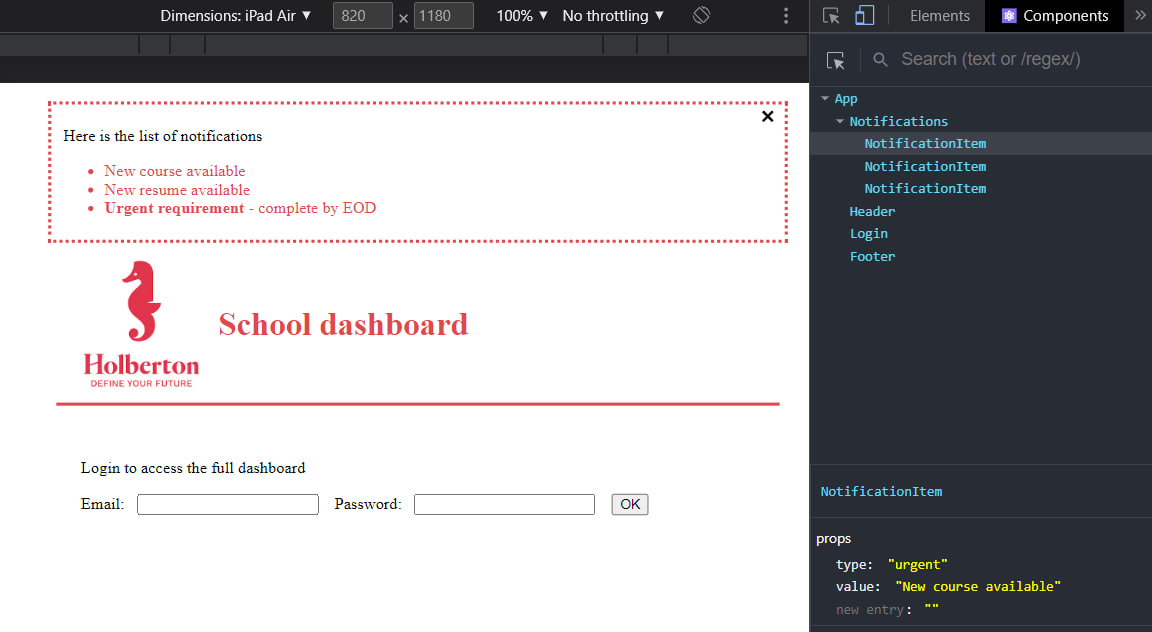 Dimensions: iPad Air ▼ 820 × 1180 100% ▼ No throttling ▼
Elements Components »
Search (text or /regex/)
Here is the list of notifications
• New course available
• New resume available
• Urgent requirement - complete by EOD
Holberton
DEFINE YOUR FUTURE
School dashboard
Login to access the full dashboard
Email: Password: OK
App
Notifications
NotificationItem
NotificationItem
NotificationItem
Header
Login
Footer
NotificationItem
props
type: "urgent"
value: "New course available"
new entry: ""